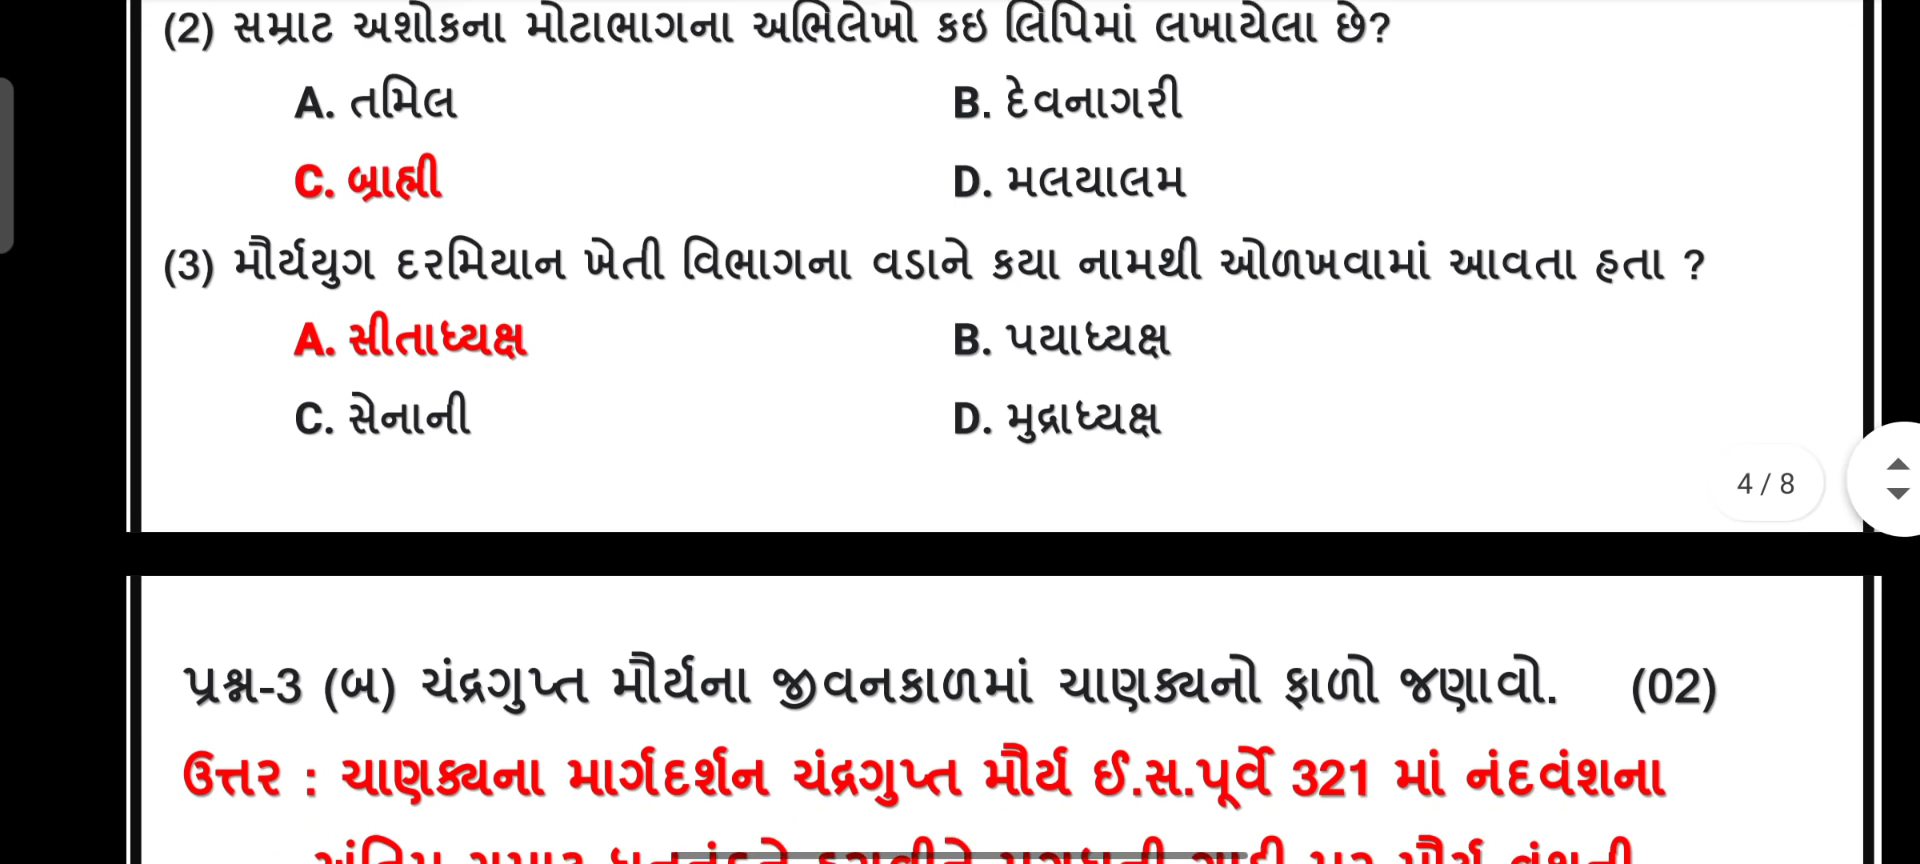 (2) સમ્રાટ અશોકના મોટાભાગના અભિલેખો કઇ લિપિમાં લખાયેલા છે?
A. તમિલ B. દેવનાગરી
C. બ્રાહ્મી D. મલયાલમ
(3) મૌર્યયુગ દરમિયાન ખેતી વિભાગના વડાને કયા નામથી ઓળખવામાં આવતા હતા ?
A. સીતાધ્યક્ષ B. પયાધ્યક્ષ
C. સેનાની D. મુદ્રાધ્યક્ષ
4 / 8
પ્રશ્ન-3 (બ) ચંદ્રગુપ્ત મૌર્યના જીવનકાળમાં ચાણક્યનો ફાળો જણાવો. (02)
ઉત્તર : ચાણક્યના માર્ગદર્શન ચંદ્રગુપ્ત મૌર્ય ઈ.સ.પૂર્વે 321 માં નંદવંશના